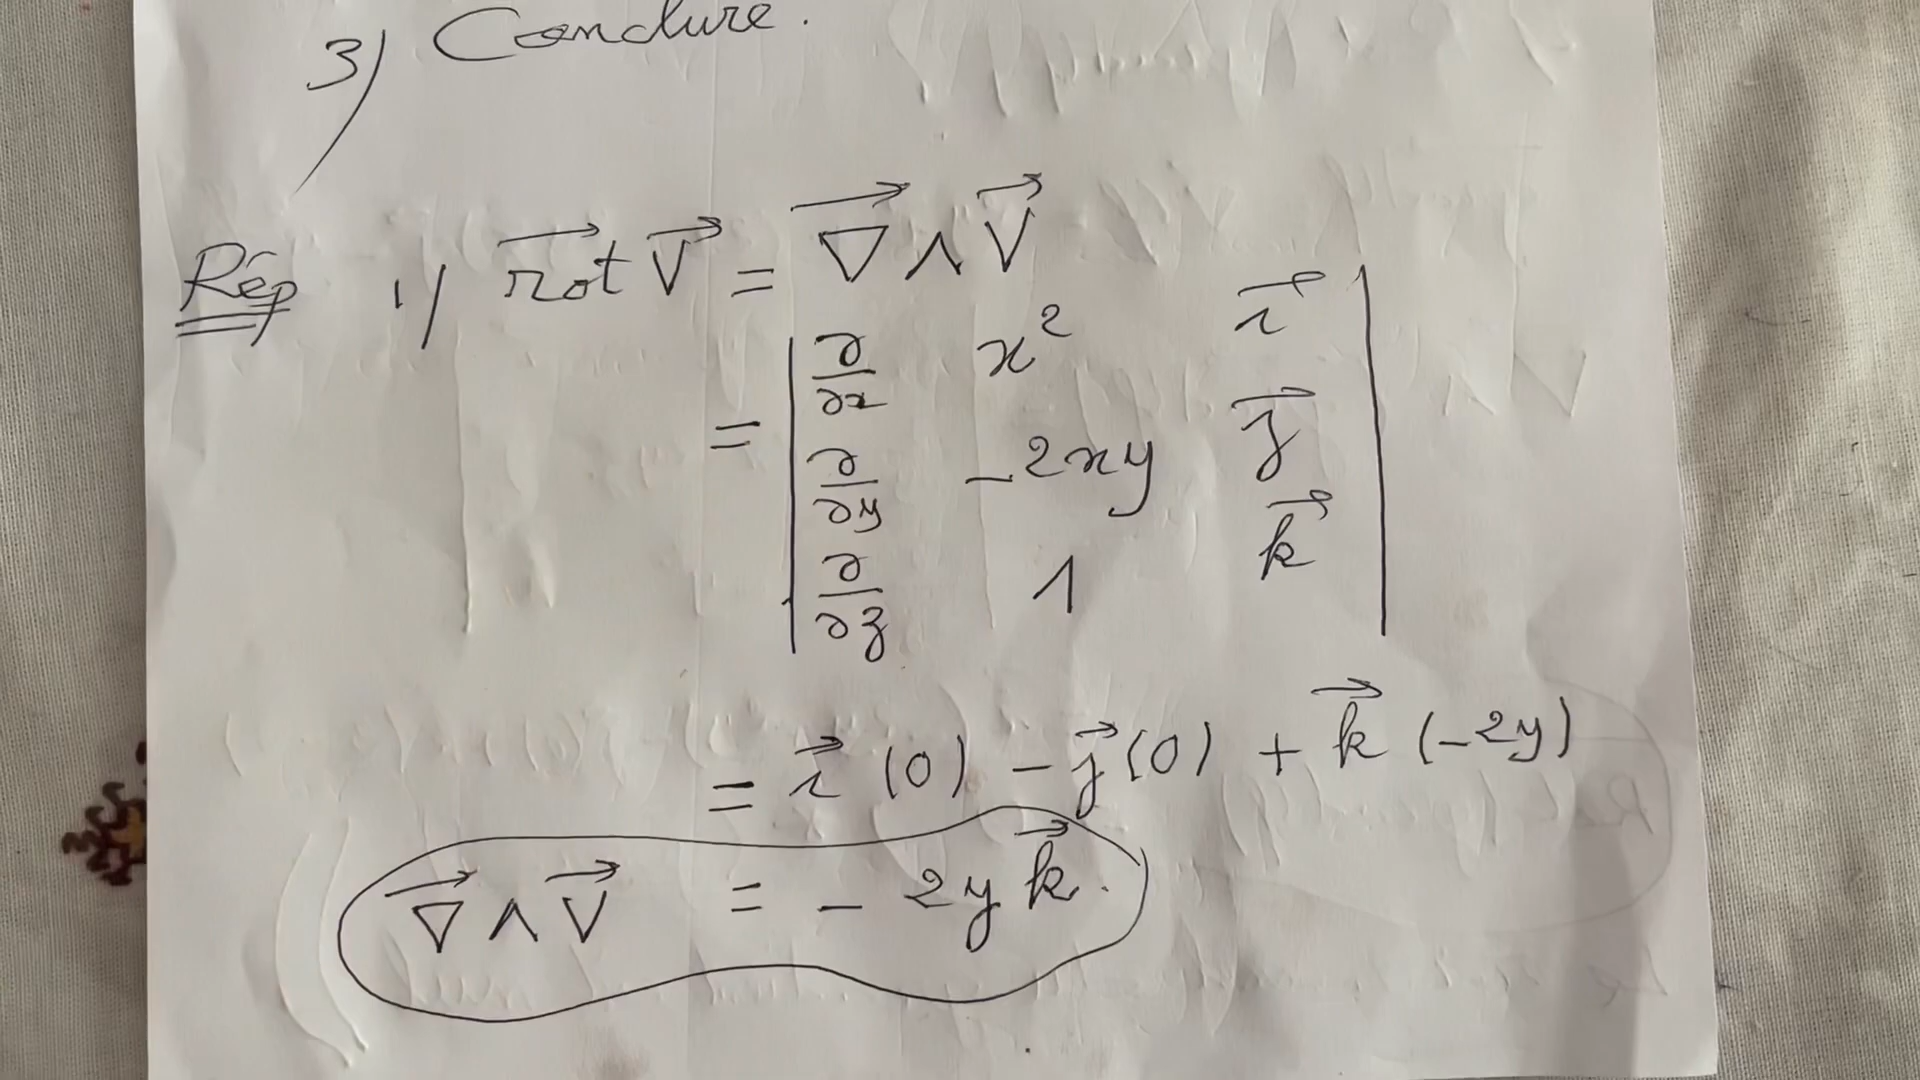 3) Conclure.
Rép 1) rot⃗ V⃗ = ∇⃗ ∧ V⃗
= | ∂/∂x x² i⃗ |
| ∂/∂y -2xy j⃗ |
| ∂/∂z 1 k⃗ |
= i⃗ (0) - j⃗ (0) + k⃗ (-2y)
∇⃗ ∧ V⃗ = - 2y k⃗.